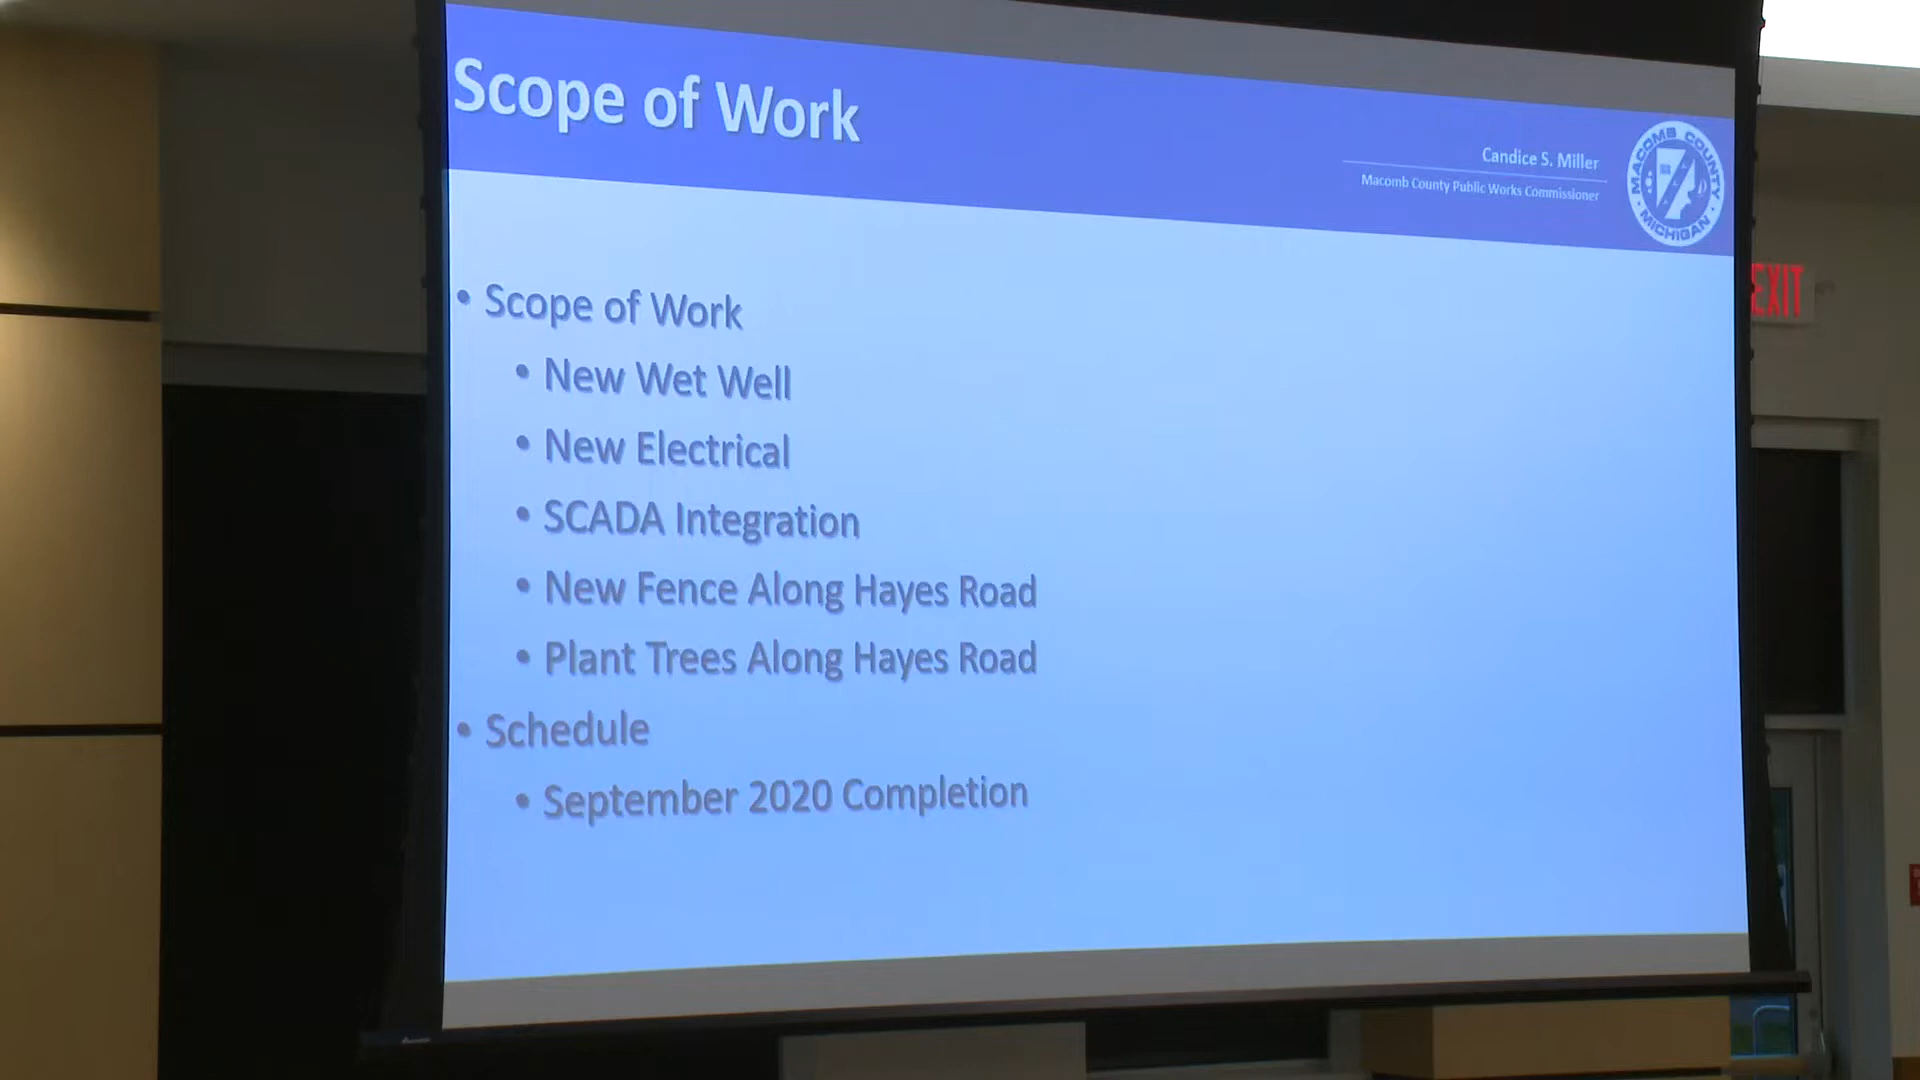 Scope of Work
Candice S. Miller
Macomb County Public Works Commissioner
MACOMB COUNTY
MICHIGAN
• Scope of Work
• New Wet Well
• New Electrical
• SCADA Integration
• New Fence Along Hayes Road
• Plant Trees Along Hayes Road
• Schedule
• September 2020 Completion
EXIT